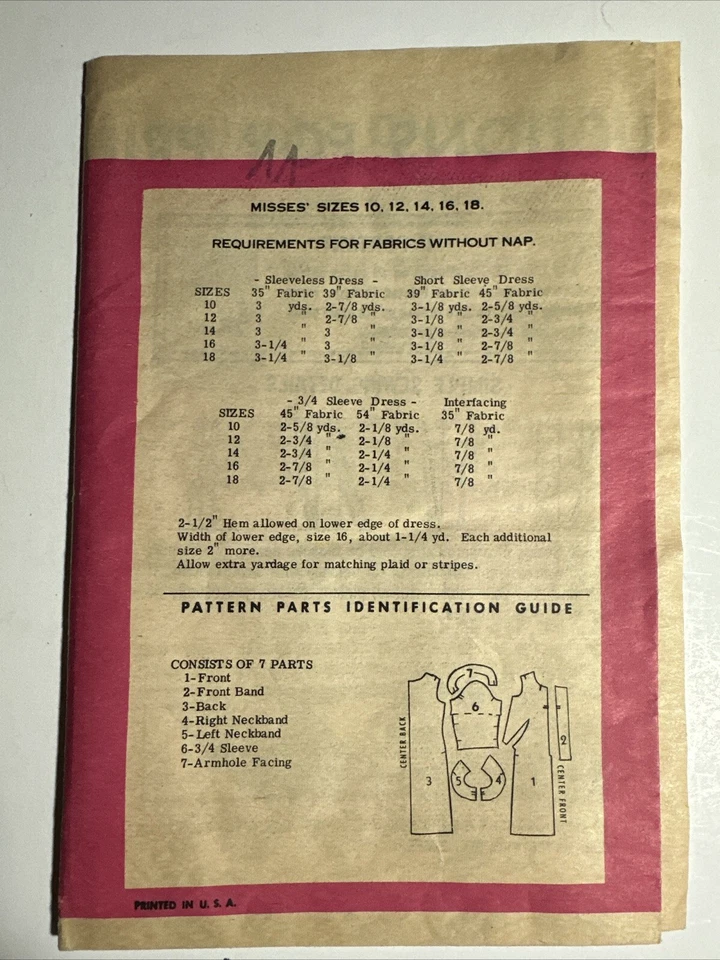 11
MISSES' SIZES 10, 12, 14, 16, 18.
REQUIREMENTS FOR FABRICS WITHOUT NAP.
- Sleeveless Dress - Short Sleeve Dress
SIZES 35" Fabric 39" Fabric 39" Fabric 45" Fabric
10 3 yds. 2-7/8 yds. 3-1/8 yds. 2-5/8 yds.
12 3 " 2-7/8 " 3-1/8 " 2-3/4 "
14 3 " 3 " 3-1/8 " 2-3/4 "
16 3-1/4 " 3 " 3-1/8 " 2-7/8 "
18 3-1/4 " 3-1/8 " 3-1/4 " 2-7/8 "
- 3/4 Sleeve Dress - Interfacing
SIZES 45" Fabric 54" Fabric 35" Fabric
10 2-5/8 yds. 2-1/8 yds. 7/8 yd.
12 2-3/4 " 2-1/8 " 7/8 "
14 2-3/4 " 2-1/4 " 7/8 "
16 2-7/8 " 2-1/4 " 7/8 "
18 2-7/8 " 2-1/4 " 7/8 "
2-1/2" Hem allowed on lower edge of dress.
Width of lower edge, size 16, about 1-1/4 yd. Each additional
size 2" more.
Allow extra yardage for matching plaid or stripes.
PATTERN PARTS IDENTIFICATION GUIDE
CONSISTS OF 7 PARTS
1-Front
2-Front Band
3-Back
4-Right Neckband
5-Left Neckband
6-3/4 Sleeve
7-Armhole Facing
CENTER BACK
3
7
6
5
4
1
2
CENTER FRONT
PRINTED IN U. S. A.